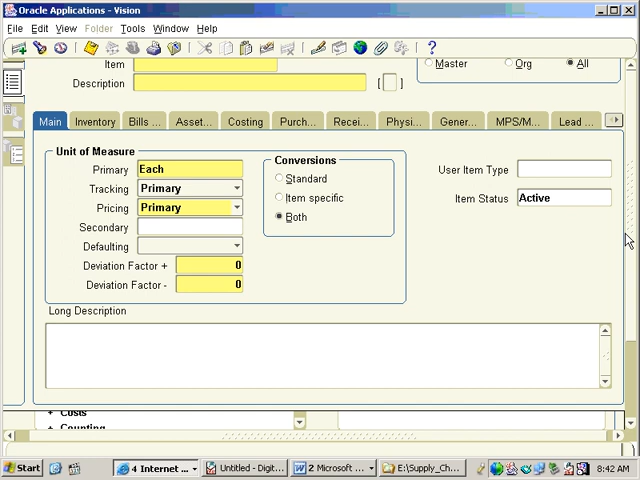 Oracle Applications - Vision
File Edit View Folder Tools Window Help
Item
Master Org All
Description [ ]
Main Inventory Bills ... Asset... Costing Purch... Recei... Physi... Gener... MPS/M... Lead ...
Unit of Measure
Primary Each
Tracking Primary
Pricing Primary
Secondary
Defaulting
Deviation Factor + 0
Deviation Factor - 0
Conversions
Standard
Item specific
Both
User Item Type
Item Status Active
Long Description
+ Costs
+ Counting
Start 4 Internet ... Untitled - Digit... 2 Microsoft ... E:\Supply_Ch... 8:42 AM